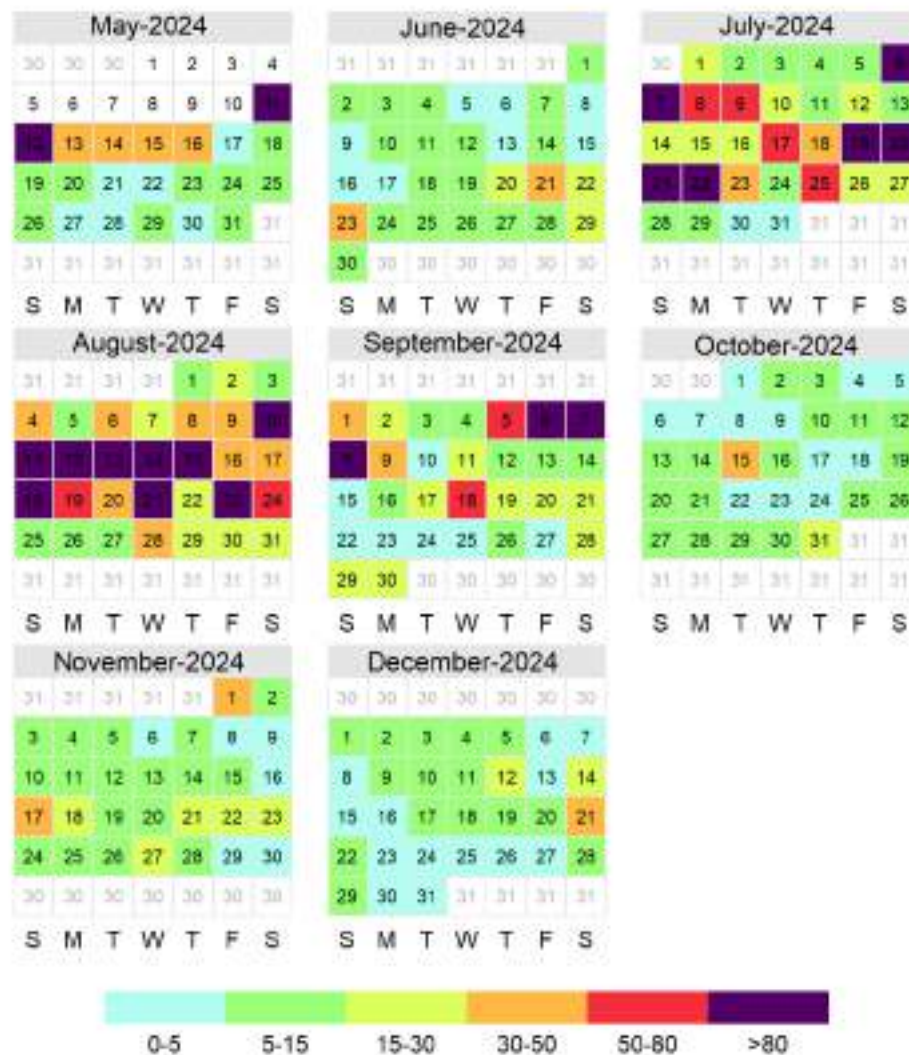 May-2024
30 30 30 1 2 3 4
5 6 7 8 9 10 11
12 13 14 15 16 17 18
19 20 21 22 23 24 25
26 27 28 29 30 31 31
31 31 31 31 31 31 31
S M T W T F S
June-2024
31 31 31 31 31 31 1
2 3 4 5 6 7 8
9 10 11 12 13 14 15
16 17 18 19 20 21 22
23 24 25 26 27 28 29
30 30 30 30 30 30 30
S M T W T F S
July-2024
30 1 2 3 4 5 6
7 8 9 10 11 12 13
14 15 16 17 18 19 20
21 22 23 24 25 26 27
28 29 30 31 31 31 31
31 31 31 31 31 31 31
S M T W T F S
August-2024
31 31 31 31 1 2 3
4 5 6 7 8 9 10
11 12 13 14 15 16 17
18 19 20 21 22 23 24
25 26 27 28 29 30 31
31 31 31 31 31 31 31
S M T W T F S
September-2024
31 31 31 31 31 31 31
1 2 3 4 5 6 7
8 9 10 11 12 13 14
15 16 17 18 19 20 21
22 23 24 25 26 27 28
29 30 30 30 30 30 30
S M T W T F S
October-2024
30 30 1 2 3 4 5
6 7 8 9 10 11 12
13 14 15 16 17 18 19
20 21 22 23 24 25 26
27 28 29 30 31 31 31
31 31 31 31 31 31 31
S M T W T F S
November-2024
31 31 31 31 31 1 2
3 4 5 6 7 8 9
10 11 12 13 14 15 16
17 18 19 20 21 22 23
24 25 26 27 28 29 30
30 30 30 30 30 30 30
S M T W T F S
December-2024
30 30 30 30 30 30 30
1 2 3 4 5 6 7
8 9 10 11 12 13 14
15 16 17 18 19 20 21
22 23 24 25 26 27 28
29 30 31 31 31 31 31
S M T W T F S
0-5 5-15 15-30 30-50 50-80 >80